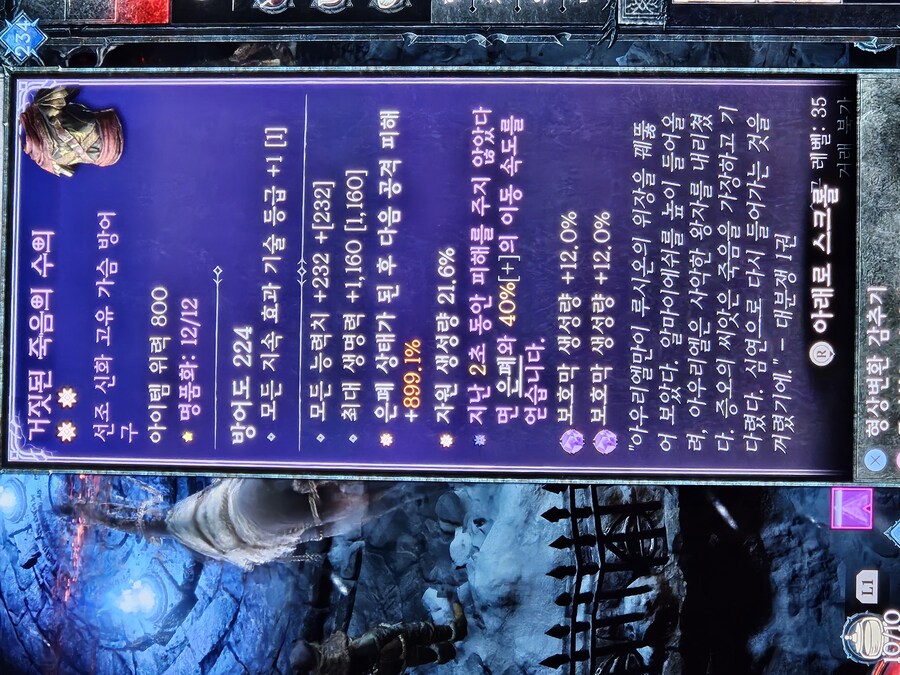 거짓된 죽음의 수의
선조 신화 고유 가슴 방어
구
아이템 위력 800
명품화: 12/12
방어도 224
모든 지속 효과 기술 등급 +1 [1]
모든 능력치 +232 +[232]
최대 생명력 +1,160 [1,160]
은폐 상태가 된 후 다음 공격 피해
+899.1%
자원 생성량 21.6%
지난 2초 동안 피해를 주지 않았다
면 은폐와 40%[+]의 이동 속도를
얻습니다.
보호막 생성량 +12.0%
보호막 생성량 +12.0%
"아우리엘만이 루시온의 위장을 꿰뚫
어 보았다. 알마이에쉬를 높이 들어올
려, 아우리엘은 사악한 왕자를 내리쳤
다. 증오의 씨앗은 죽음을 가장하고 기
다렸다. 심연으로 다시 들어가는 것을
꺼렸기에." - 대분쟁 1권
레벨: 35
거래 불가
R 아래로 스크롤
형상변환 감추기
234
L1
10/10